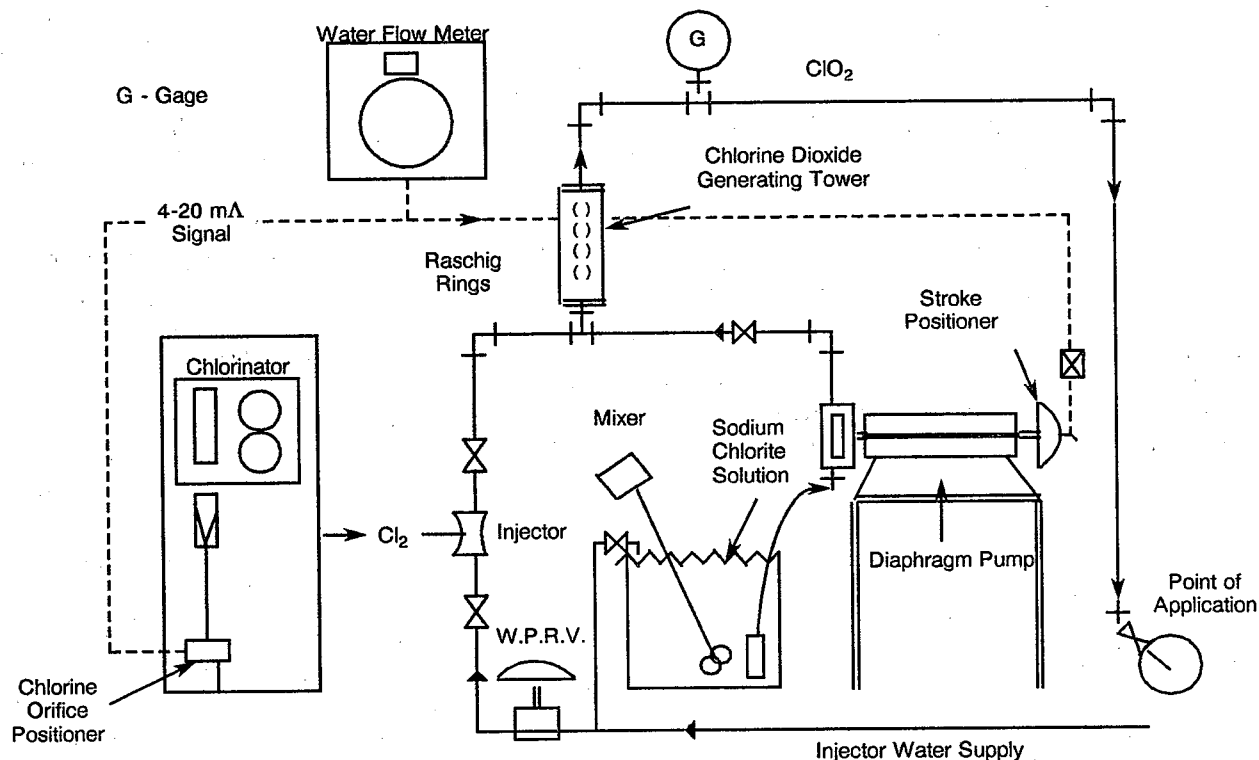 Water Flow Meter
G
ClO2
G - Gage
Chlorine Dioxide
Generating Tower
4-20 mA
Signal
Raschig
Rings
Stroke
Positioner
Chlorinator
Mixer
Sodium
Chlorite
Solution
Cl2
Injector
Diaphragm Pump
Point of
Application
W.P.R.V.
Chlorine
Orifice
Positioner
Injector Water Supply